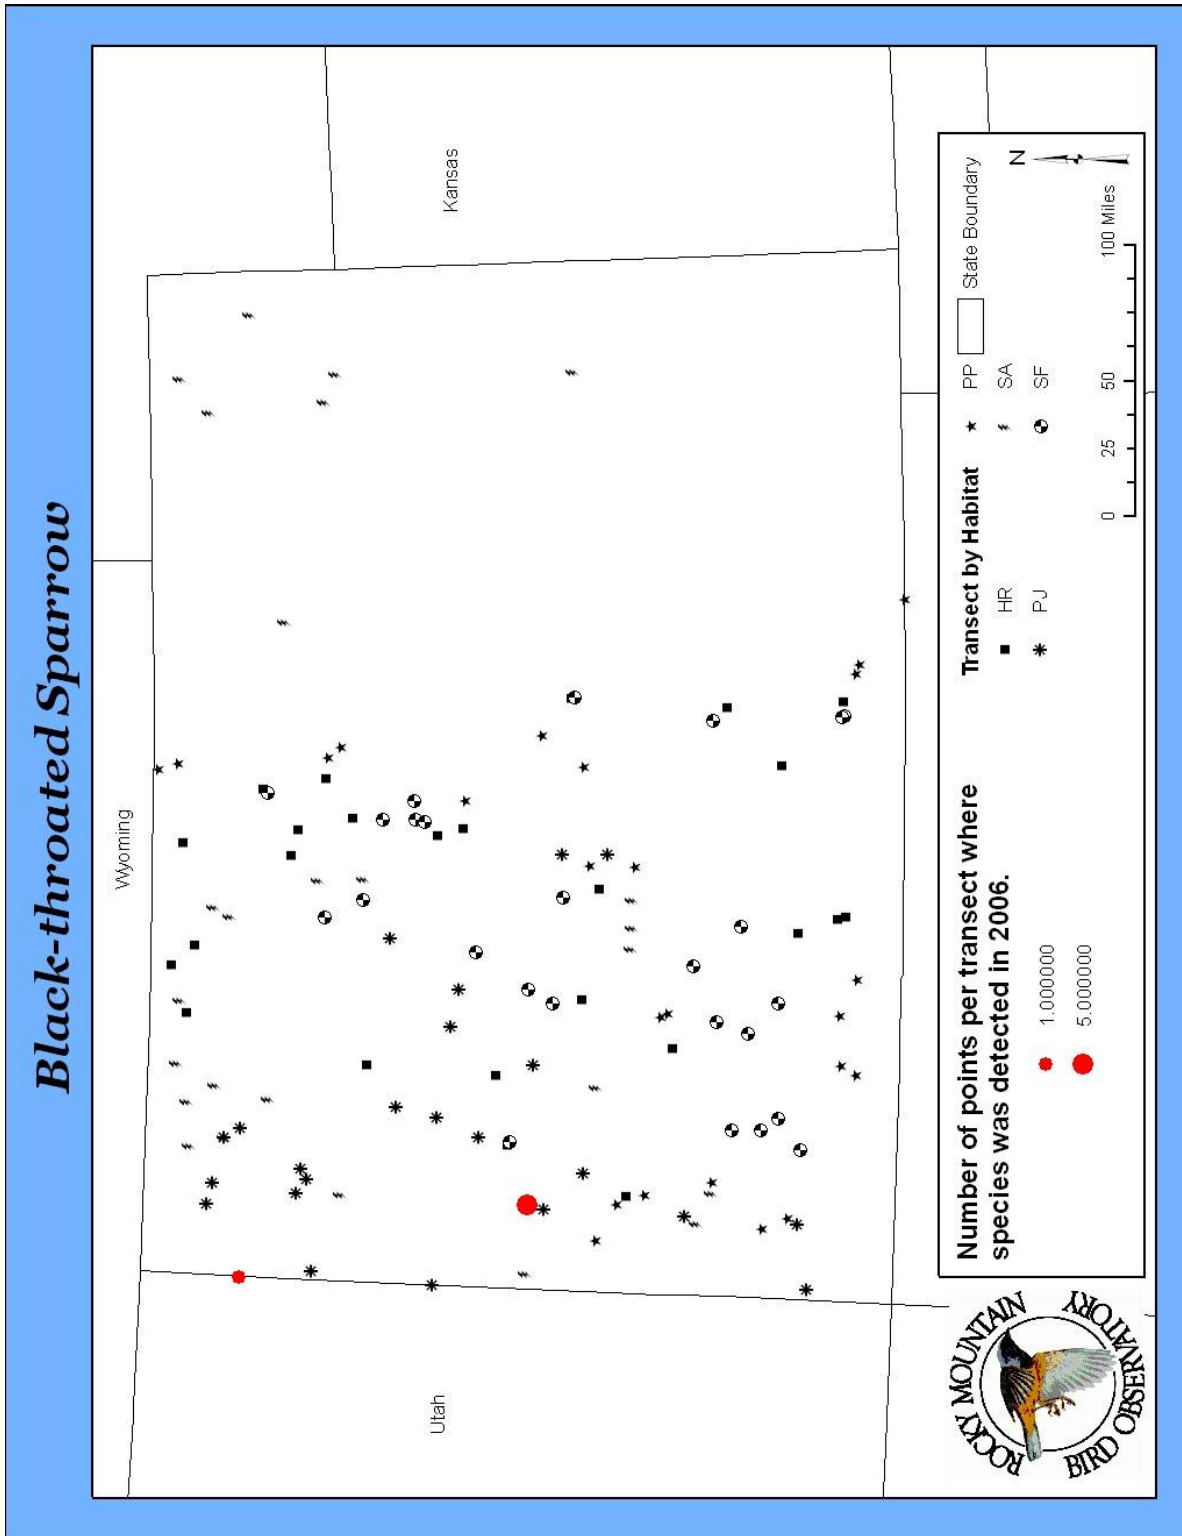 Black-throated Sparrow
Wyoming
Utah
Kansas
Number of points per transect where
species was detected in 2006.
1.000000
5.000000
Transect by Habitat
HR
PJ
PP
SA
SF
State Boundary
N
0 25 50 100 Miles
ROCKY MOUNTAIN
BIRD OBSERVATORY